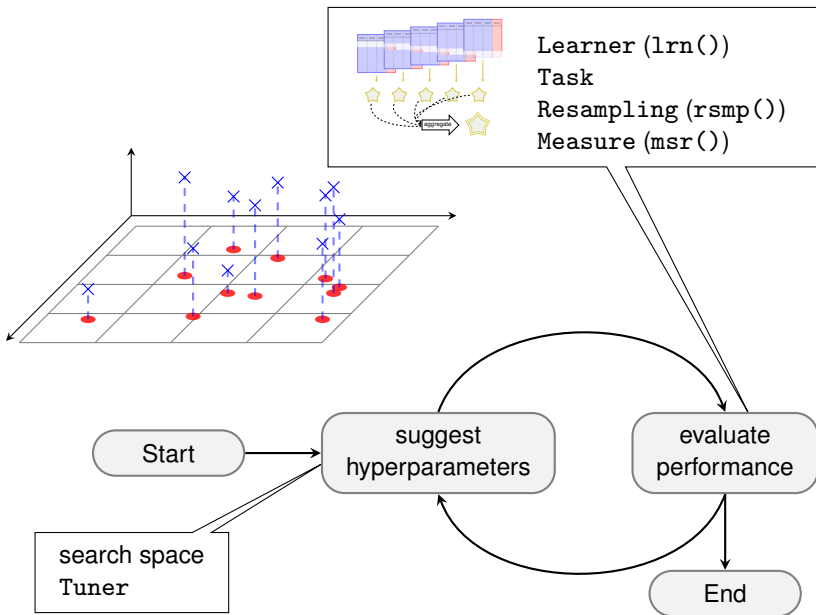 Learner (lrn())
Task
Resampling (rsmp())
Measure (msr())
aggregate
Start
suggest
hyperparameters
evaluate
performance
search space
Tuner
End